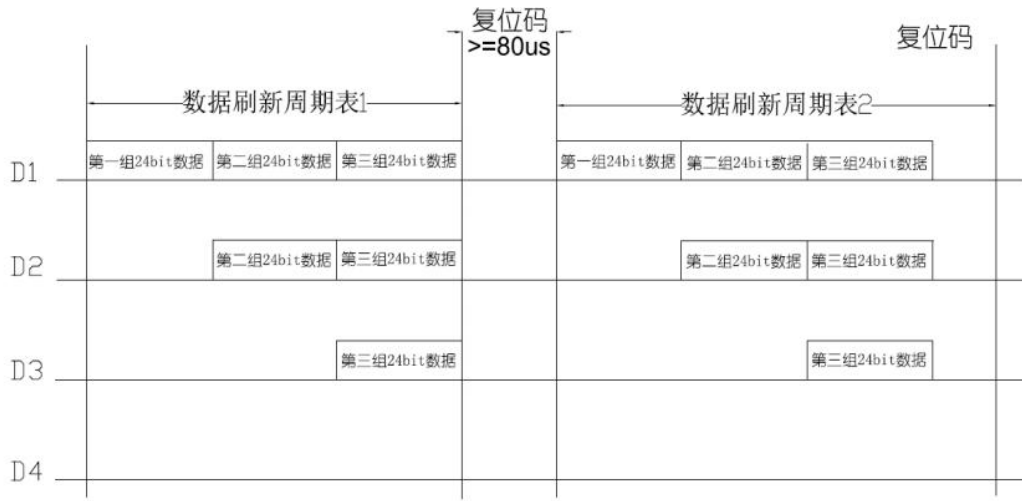 复位码
>=80us
复位码
数据刷新周期表1
数据刷新周期表2
D1
第一组24bit数据
第二组24bit数据
第三组24bit数据
第一组24bit数据
第二组24bit数据
第三组24bit数据
D2
第二组24bit数据
第三组24bit数据
第二组24bit数据
第三组24bit数据
D3
第三组24bit数据
第三组24bit数据
D4